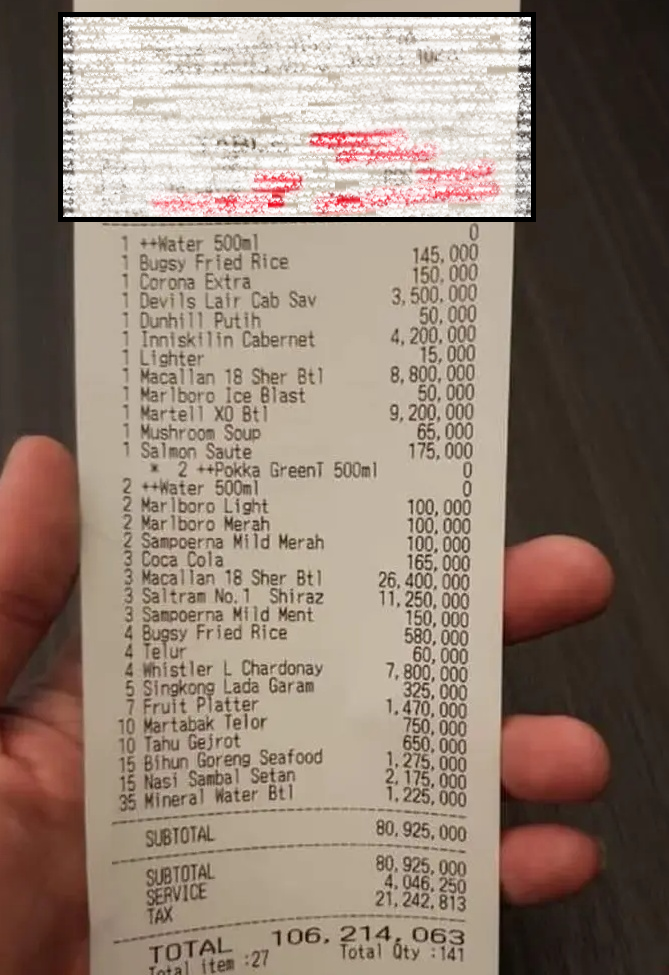 0
1 ++Water 500ml
1 Bugsy Fried Rice 145,000
1 Corona Extra 150,000
1 Devils Lair Cab Sav 3,500,000
1 Dunhill Putih 50,000
1 Inniskilin Cabernet 4,200,000
1 Lighter 15,000
1 Macallan 18 Sher Btl 8,800,000
1 Marlboro Ice Blast 50,000
1 Martell XO Btl 9,200,000
1 Mushroom Soup 65,000
1 Salmon Saute 175,000
* 2 ++Pokka GreenT 500ml 0
2 ++Water 500ml 0
2 Marlboro Light 100,000
2 Marlboro Merah 100,000
2 Sampoerna Mild Merah 100,000
3 Coca Cola 165,000
3 Macallan 18 Sher Btl 26,400,000
3 Saltram No.1 Shiraz 11,250,000
3 Sampoerna Mild Ment 150,000
4 Bugsy Fried Rice 580,000
4 Telur 60,000
4 Whistler L Chardonay 7,800,000
5 Singkong Lada Garam 325,000
7 Fruit Platter 1,470,000
10 Martabak Telor 750,000
10 Tahu Gejrot 650,000
15 Bihun Goreng Seafood 1,275,000
15 Nasi Sambal Setan 2,175,000
35 Mineral Water Btl 1,225,000
SUBTOTAL 80,925,000
SUBTOTAL 80,925,000
SERVICE 4,046,250
TAX 21,242,813
TOTAL 106,214,063
Total item :27 Total Qty :141